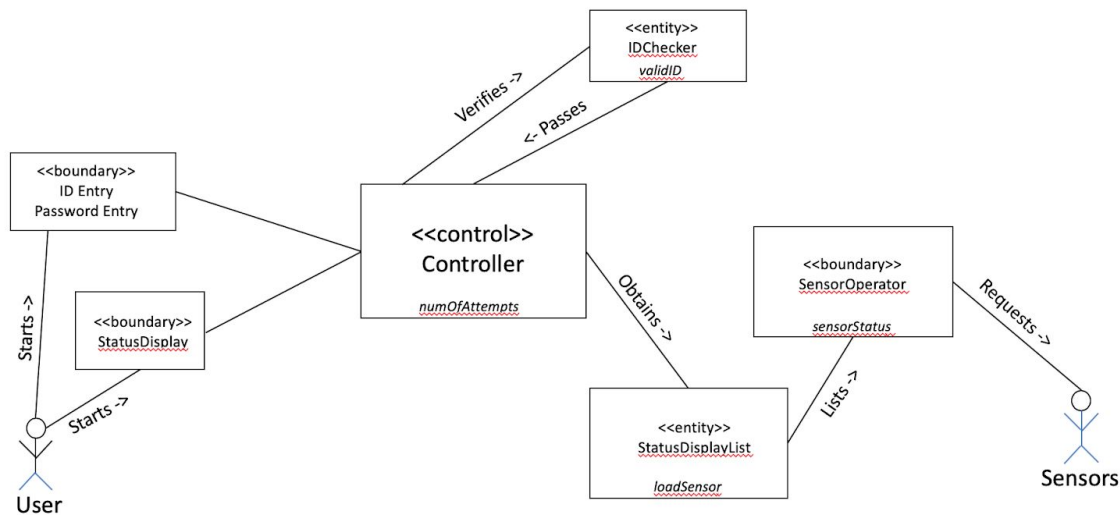 <<entity>>
IDChecker
validID
Verifies ->
<- Passes
<<boundary>>
ID Entry
Password Entry
<<control>>
Controller
numOfAttempts
<<boundary>>
SensorOperator
sensorStatus
Starts ->
<<boundary>>
StatusDisplay
Obtains ->
Requests ->
Starts ->
Lists ->
<<entity>>
StatusDisplayList
loadSensor
User
Sensors